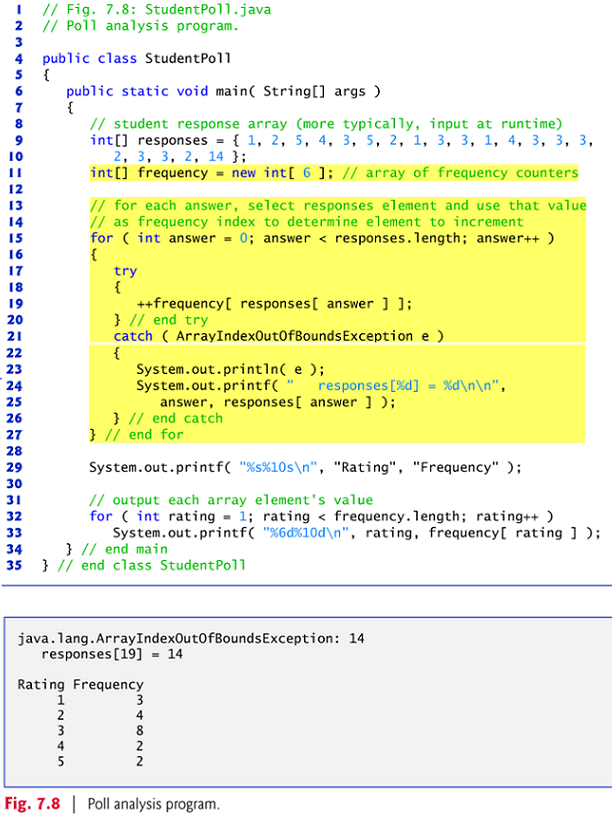 1 // Fig. 7.8: StudentPoll.java
2 // Poll analysis program.
3
4 public class StudentPoll
5 {
6 public static void main( String[] args )
7 {
8 // student response array (more typically, input at runtime)
9 int[] responses = { 1, 2, 5, 4, 3, 5, 2, 1, 3, 3, 1, 4, 3, 3, 3,
10 2, 3, 3, 2, 14 };
11 int[] frequency = new int[ 6 ]; // array of frequency counters
12
13 // for each answer, select responses element and use that value
14 // as frequency index to determine element to increment
15 for ( int answer = 0; answer < responses.length; answer++ )
16 {
17 try
18 {
19 ++frequency[ responses[ answer ] ];
20 } // end try
21 catch ( ArrayIndexOutOfBoundsException e )
22 {
23 System.out.println( e );
24 System.out.printf( "   responses[%d] = %d\n\n",
25 answer, responses[ answer ] );
26 } // end catch
27 } // end for
28
29 System.out.printf( "%s%10s\n", "Rating", "Frequency" );
30
31 // output each array element's value
32 for ( int rating = 1; rating < frequency.length; rating++ )
33 System.out.printf( "%6d%10d\n", rating, frequency[ rating ] );
34 } // end main
35 } // end class StudentPoll
java.lang.ArrayIndexOutOfBoundsException: 14
responses[19] = 14
Rating Frequency
1 3
2 4
3 8
4 2
5 2
Fig. 7.8 | Poll analysis program.